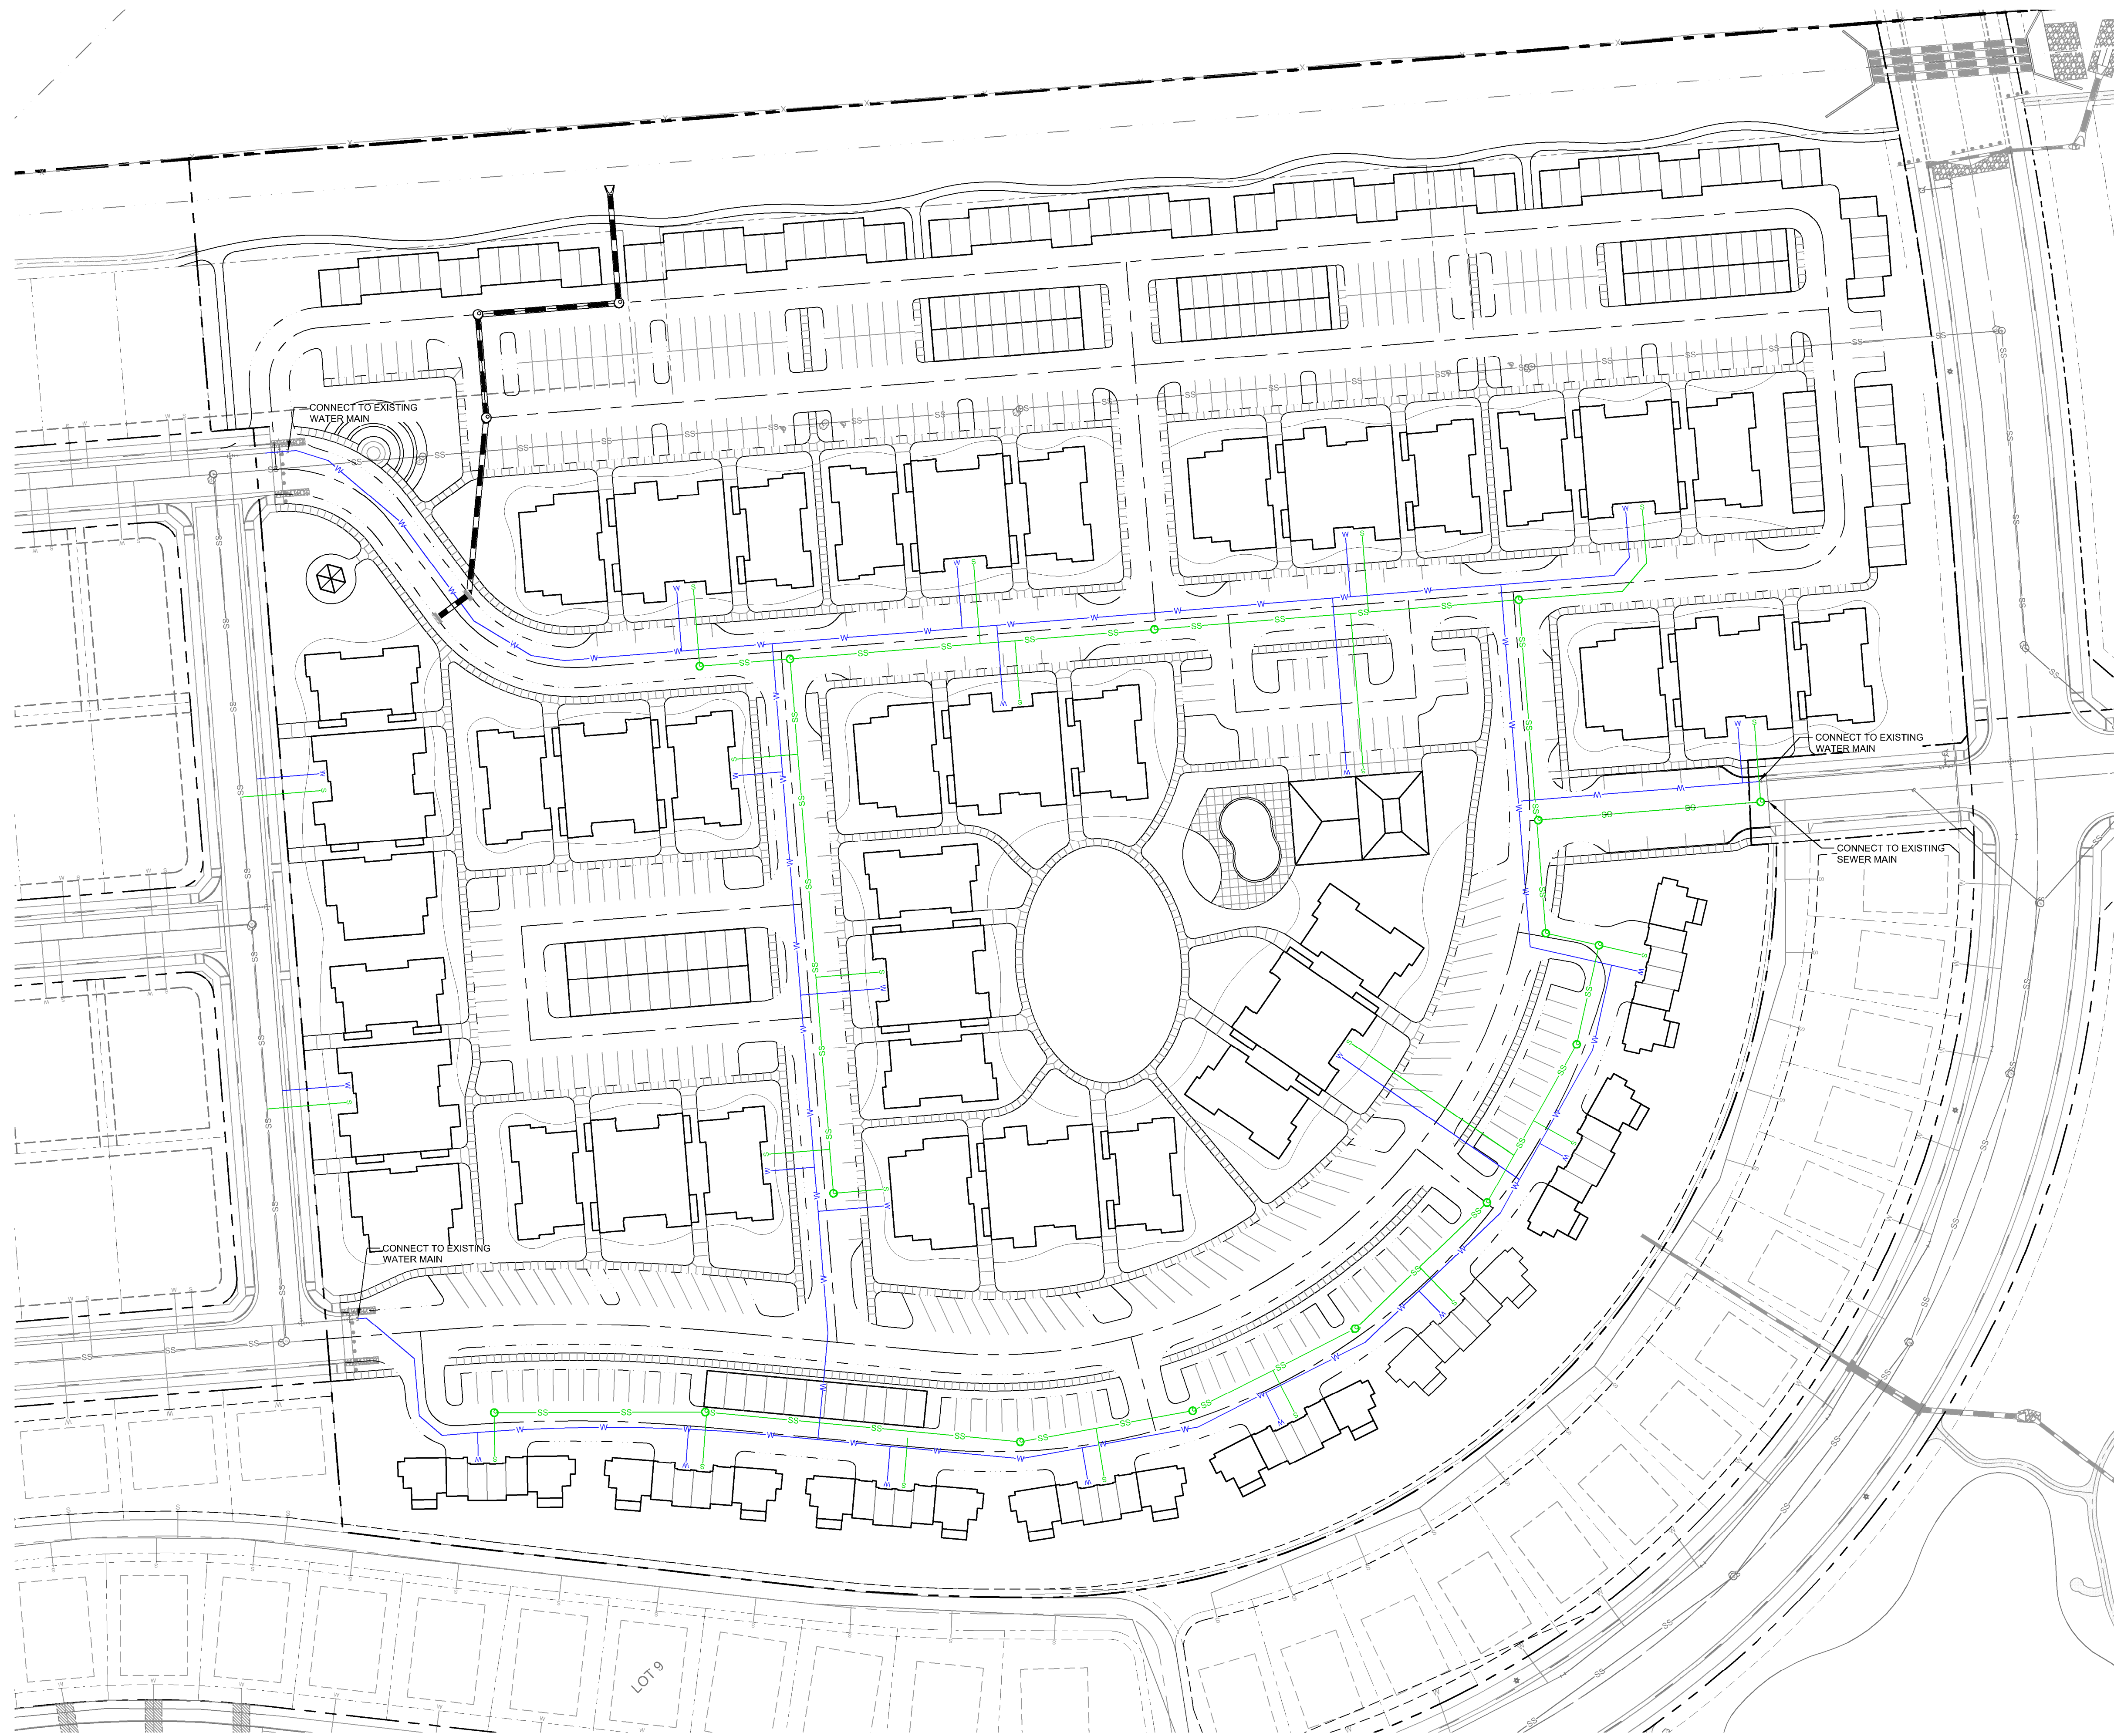 CONNECT TO EXISTING
WATER MAIN
CONNECT TO EXISTING
WATER MAIN
CONNECT TO EXISTING
SEWER MAIN
CONNECT TO EXISTING
WATER MAIN
LOT 9